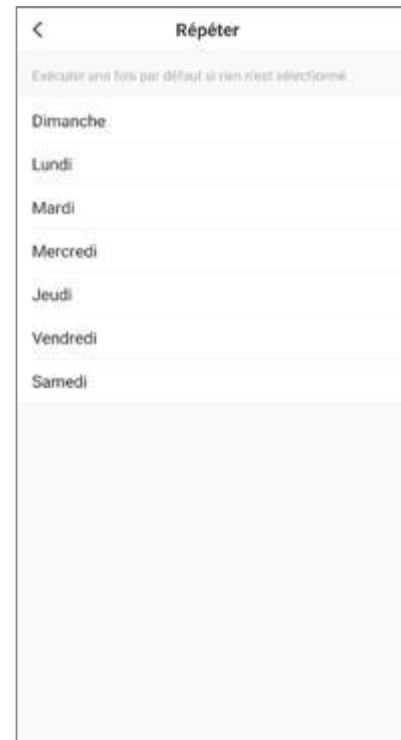 Répéter
Exécuter une fois par défaut si rien n'est sélectionné
Dimanche
Lundi
Mardi
Mercredi
Jeudi
Vendredi
Samedi